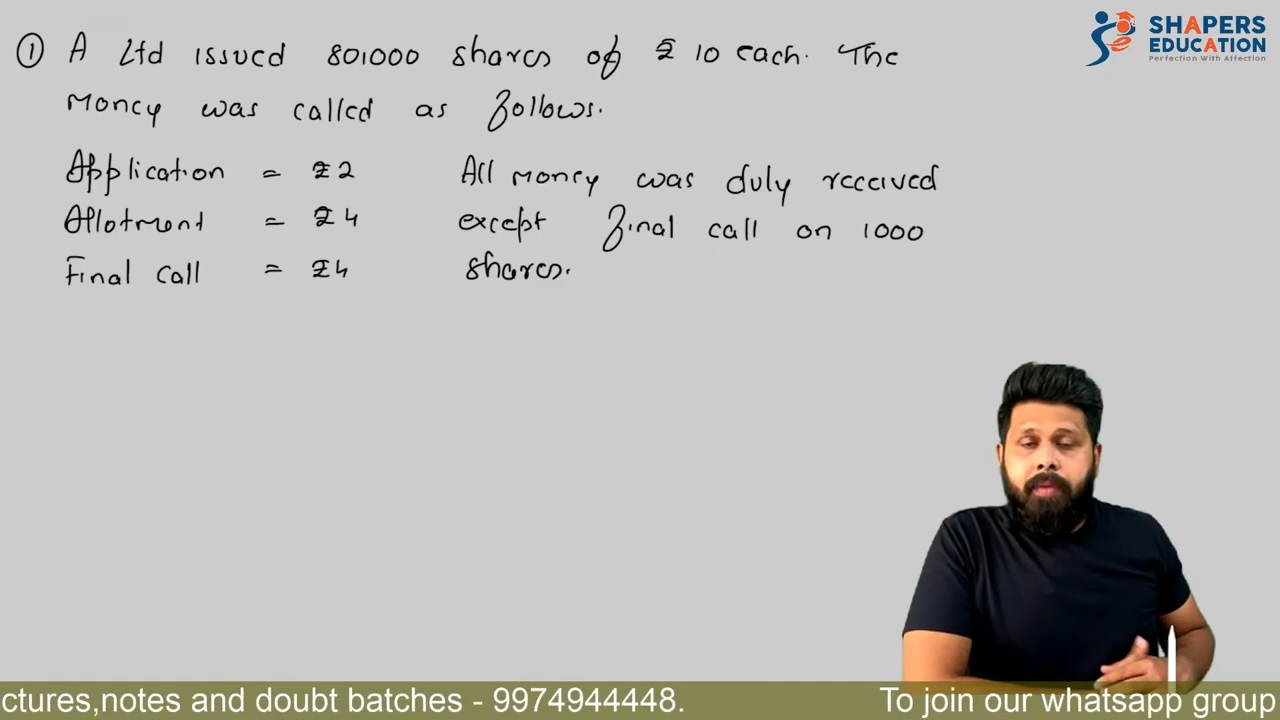 ① A Ltd issued 80,000 shares of ₹ 10 each. The
money was called as follows.
Application = ₹2
Allotment = ₹4
Final call = ₹4
All money was duly received
except final call on 1000
shares.
SHAPERS
EDUCATION
Perfection With Affection
ctures,notes and doubt batches - 9974944448. To join our whatsapp group